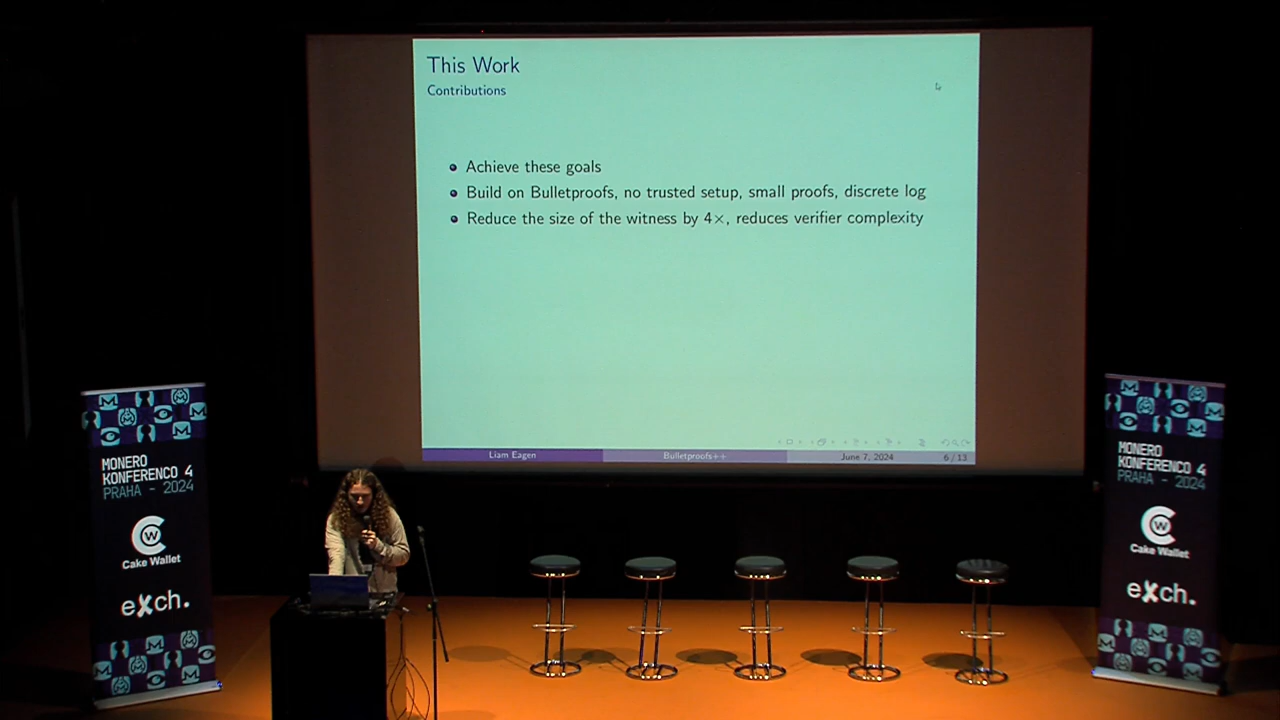 This Work
Contributions
Achieve these goals
Build on Bulletproofs, no trusted setup, small proofs, discrete log
Reduce the size of the witness by 4×, reduces verifier complexity
Liam Eagen
Bulletproofs++
June 7, 2024
6 / 13
MONERO
KONFERENCO 4
PRAHA - 2024
Cake Wallet
exch.
MONERO
KONFERENCO 4
PRAHA - 2024
Cake Wallet
exch.